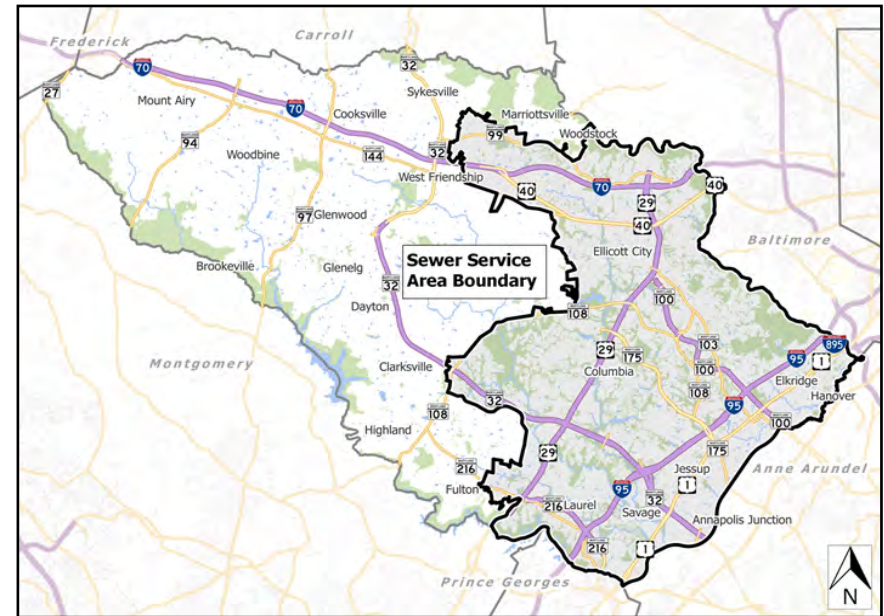 Frederick
Carroll
32
70
27
Mount Airy
70
Cooksville
Sykesville
Marriottsville
Woodstock
99
94
Woodbine
144
32
West Friendship
40
70
40
29
97
Glenwood
40
Ellicott City
Baltimore
Brookeville
Glenelg
Sewer Service
Area Boundary
32
Dayton
108
100
Montgomery
Clarksville
29
175
103
95
895
1
Columbia
100
Elkridge
Hanover
108
32
108
95
100
Highland
29
175
Anne Arundel
216
Jessup
Fulton
95
32
1
216
Laurel
Savage
Annapolis Junction
216
1
Prince Georges
N